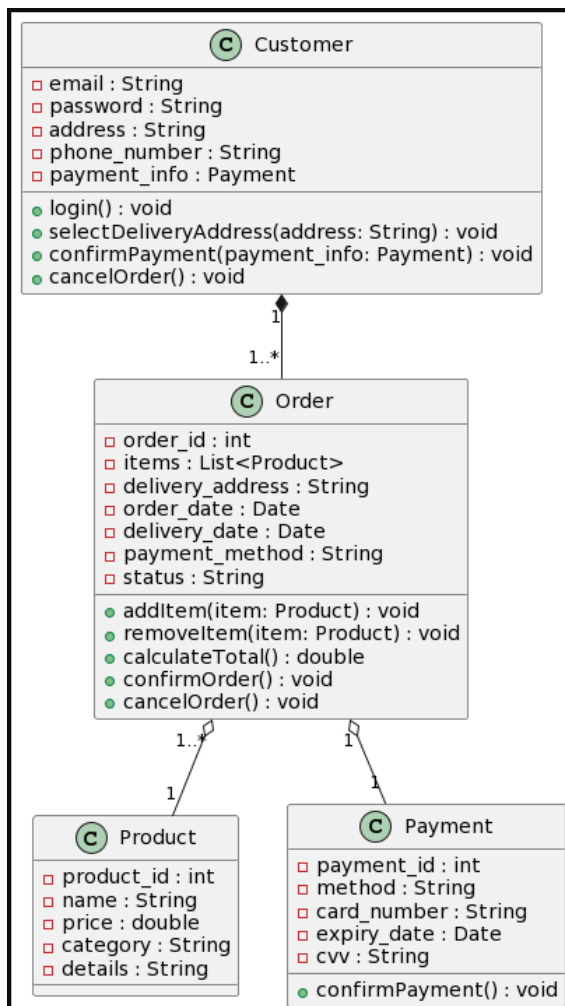 C Customer
email : String
password : String
address : String
phone_number : String
payment_info : Payment
login() : void
selectDeliveryAddress(address: String) : void
confirmPayment(payment_info: Payment) : void
cancelOrder() : void
1
1..*
C Order
order_id : int
items : List<Product>
delivery_address : String
order_date : Date
delivery_date : Date
payment_method : String
status : String
addItem(item: Product) : void
removeItem(item: Product) : void
calculateTotal() : double
confirmOrder() : void
cancelOrder() : void
1..* 1
1 1
C Product
product_id : int
name : String
price : double
category : String
details : String
C Payment
payment_id : int
method : String
card_number : String
expiry_date : Date
cvv : String
confirmPayment() : void